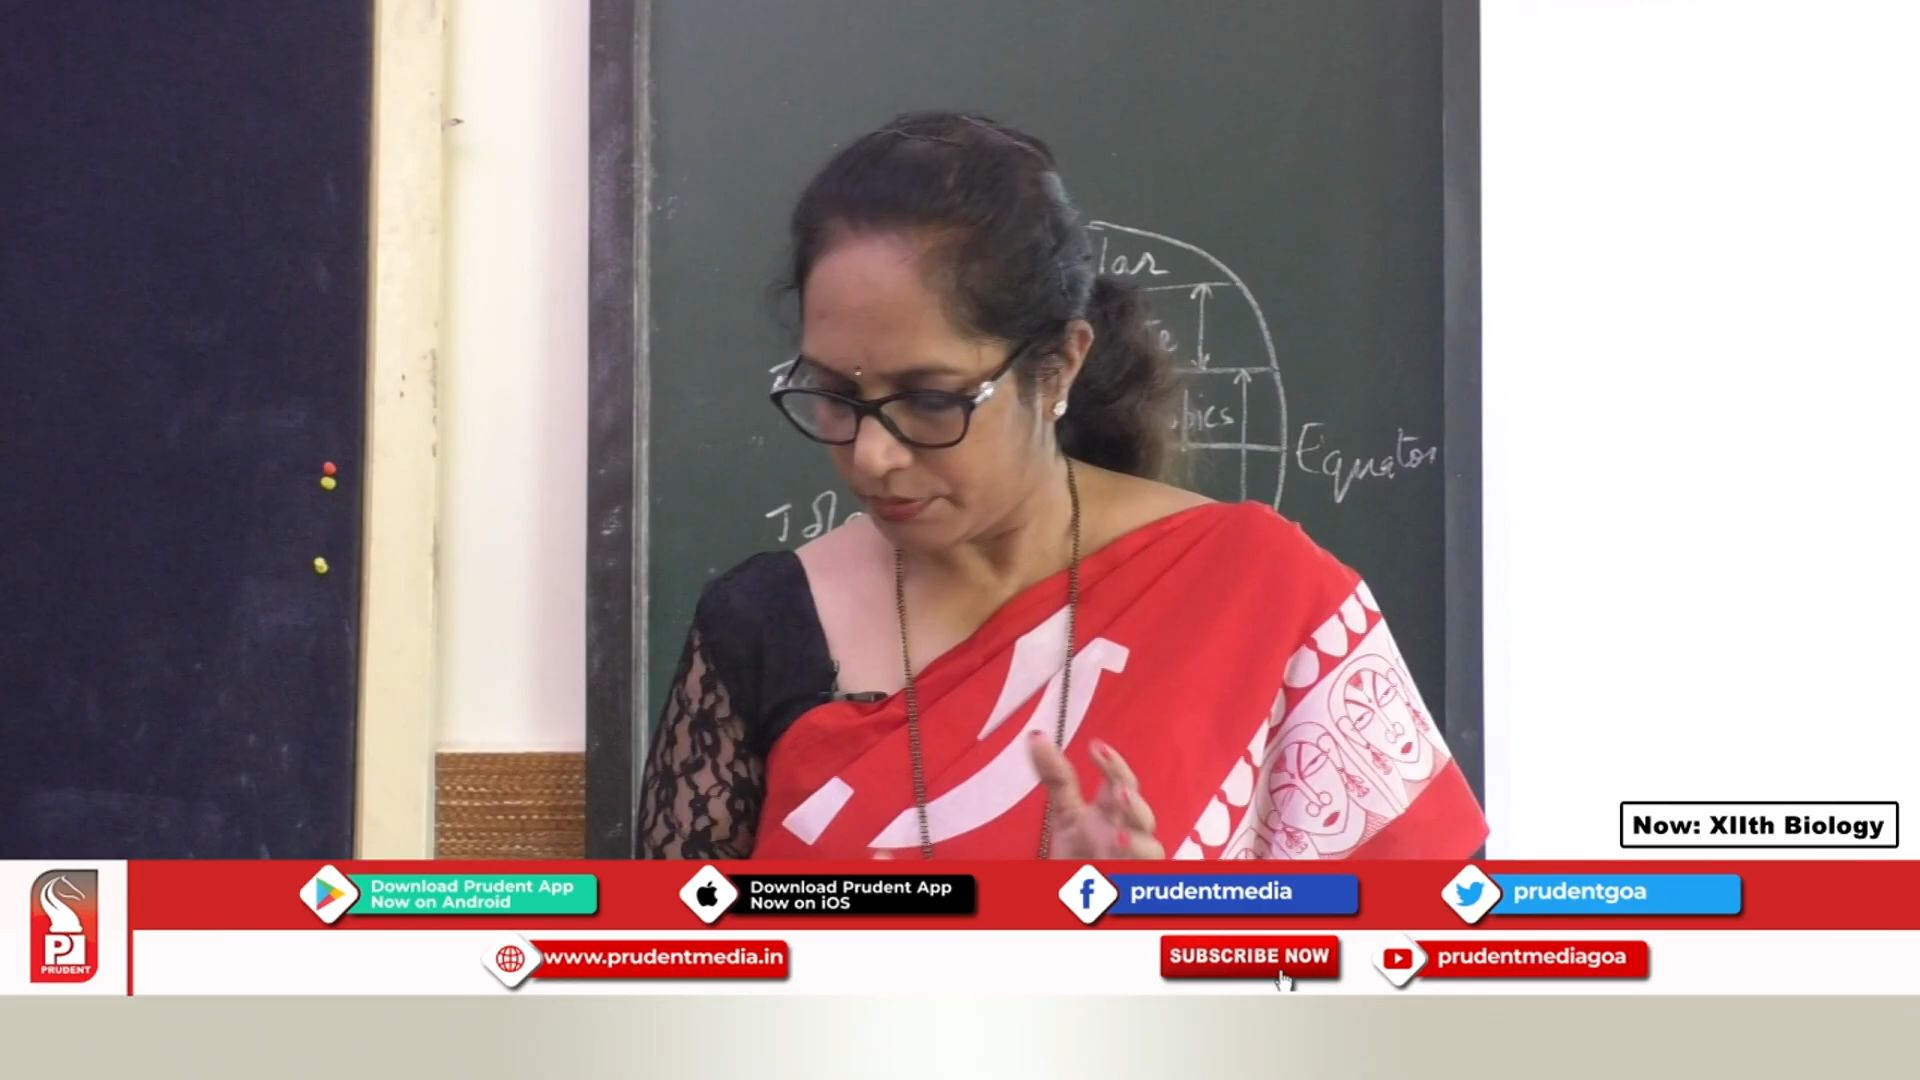 Equator
Now: XIIth Biology
Download Prudent App
Now on Android
Download Prudent App
Now on iOS
prudentmedia
prudentgoa
PRUDENT
www.prudentmedia.in
SUBSCRIBE NOW
prudentmediagoa